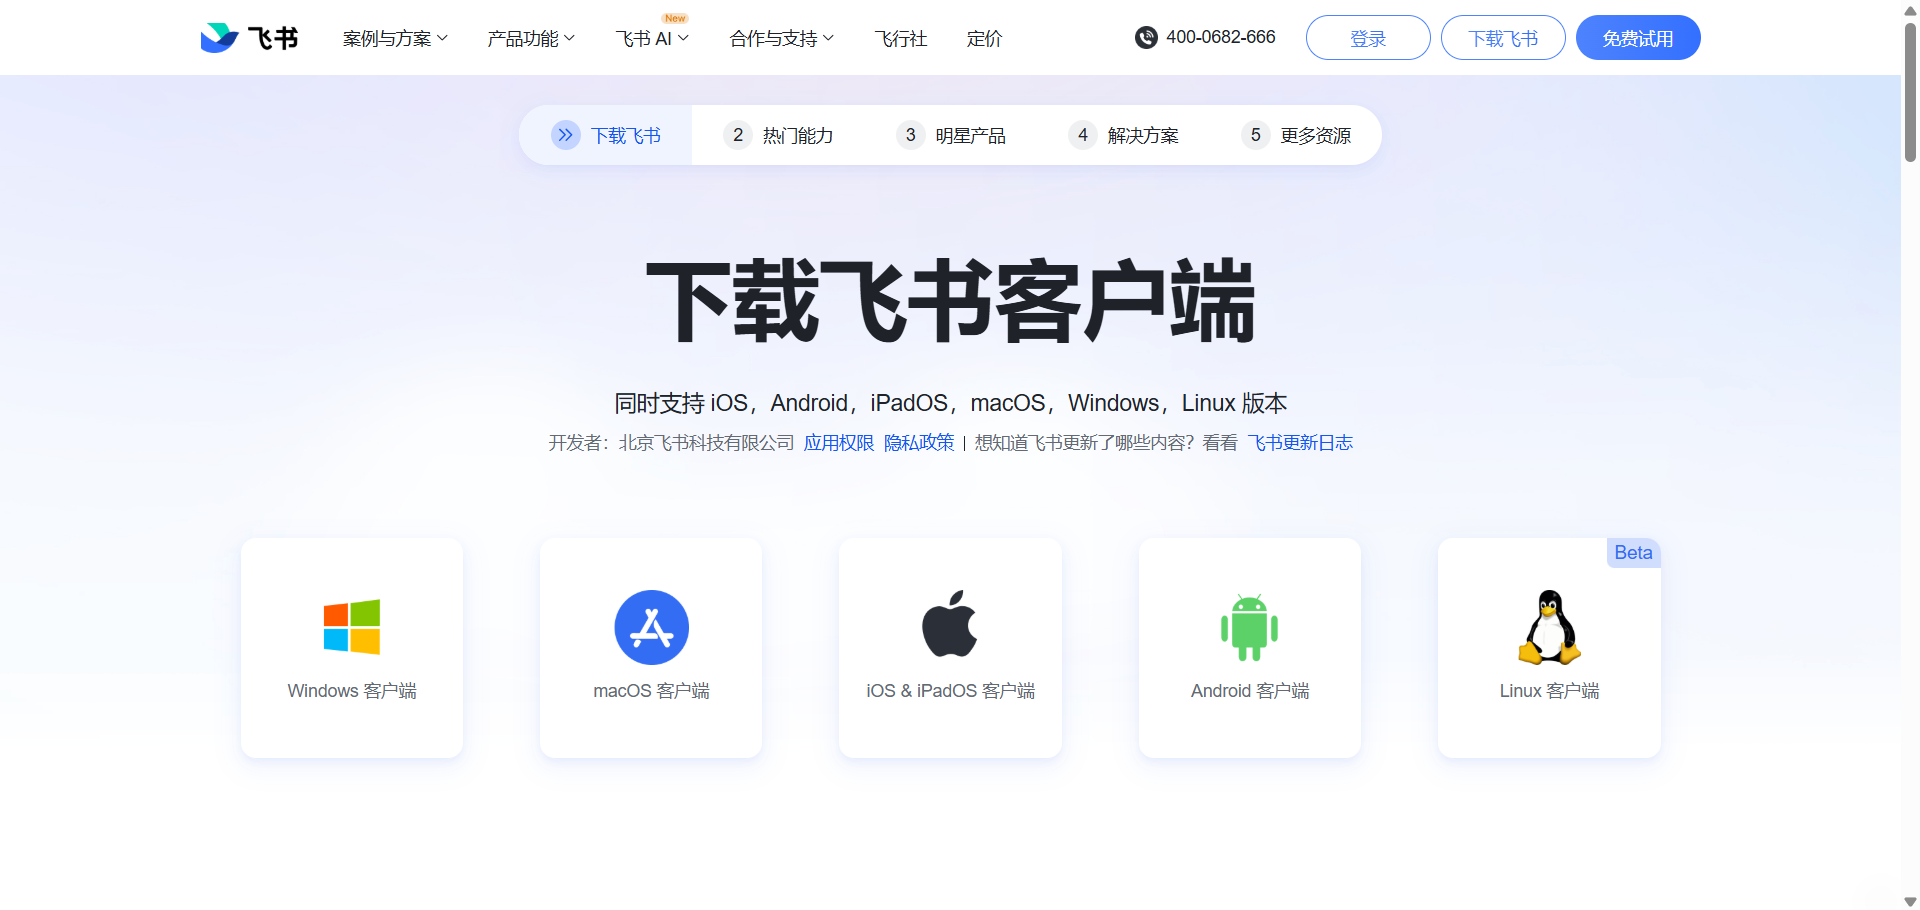 飞书
案例与方案
产品功能
飞书 AI
New
合作与支持
飞行社
定价
400-0682-666
登录
下载飞书
免费试用
下载飞书
2 热门能力
3 明星产品
4 解决方案
5 更多资源
下载飞书客户端
同时支持 iOS，Android，iPadOS，macOS，Windows，Linux 版本
开发者：北京飞书科技有限公司 应用权限 隐私政策 | 想知道飞书更新了哪些内容？看看 飞书更新日志
Windows 客户端
macOS 客户端
iOS & iPadOS 客户端
Android 客户端
Beta
Linux 客户端